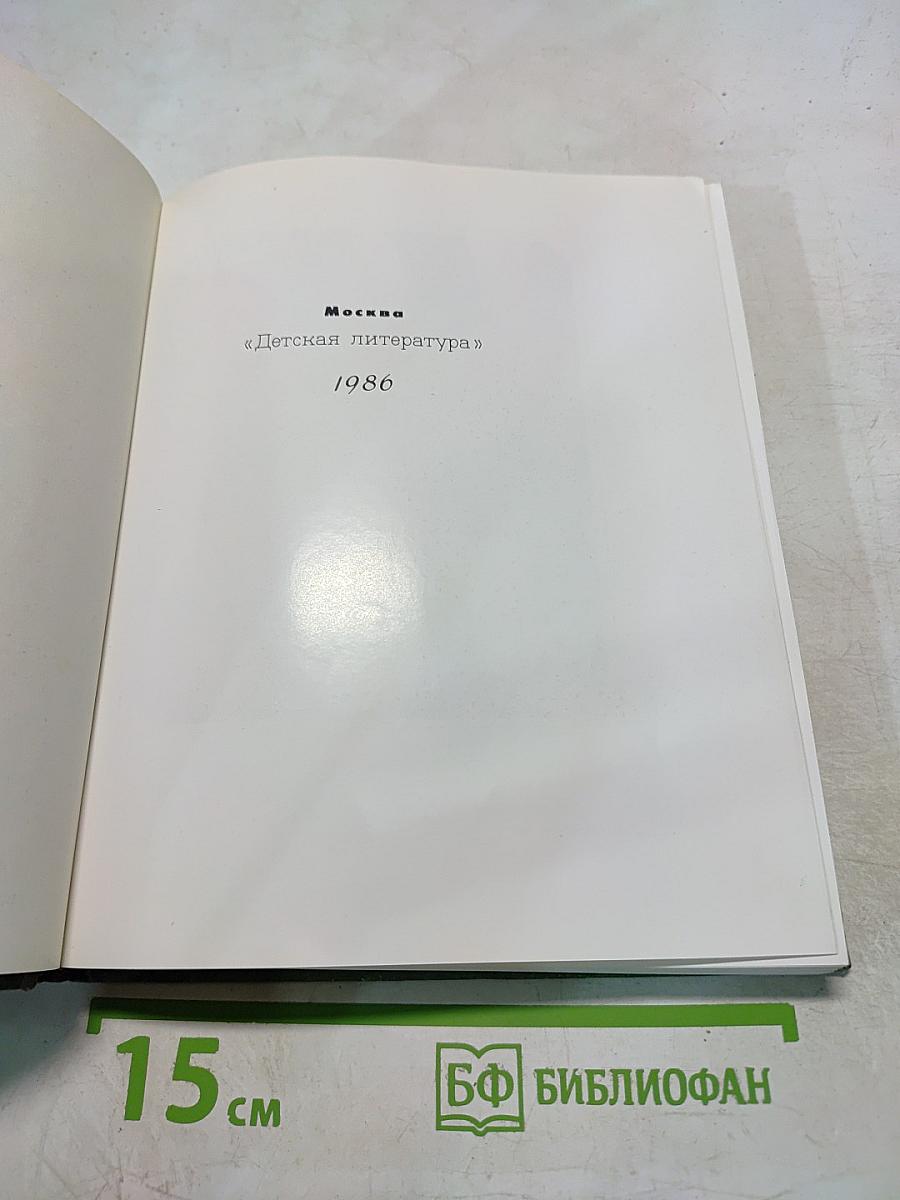 Москва
«Детская литература»
1986
15 см
БФ БИБЛИОФАН